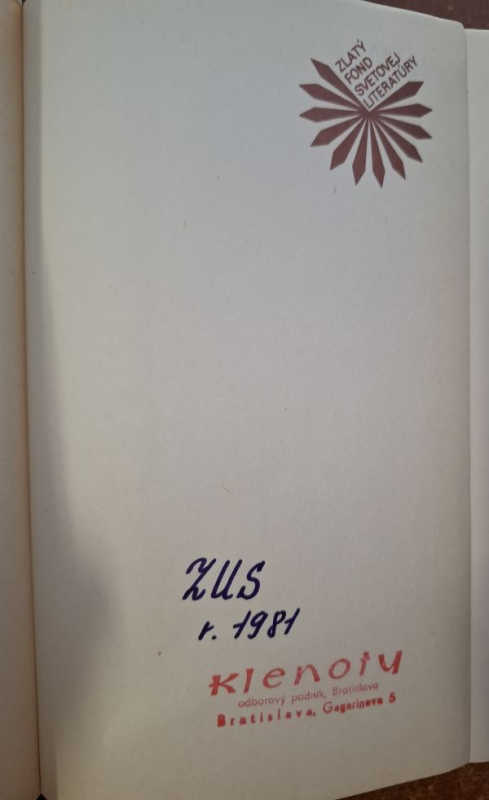 ZLATÝ
FOND
SVETOVEJ
LITERATÚRY
ZUS
r. 1981
Klenoty
odborový podnik, Bratislava
Bratislava, Gagarinova 5